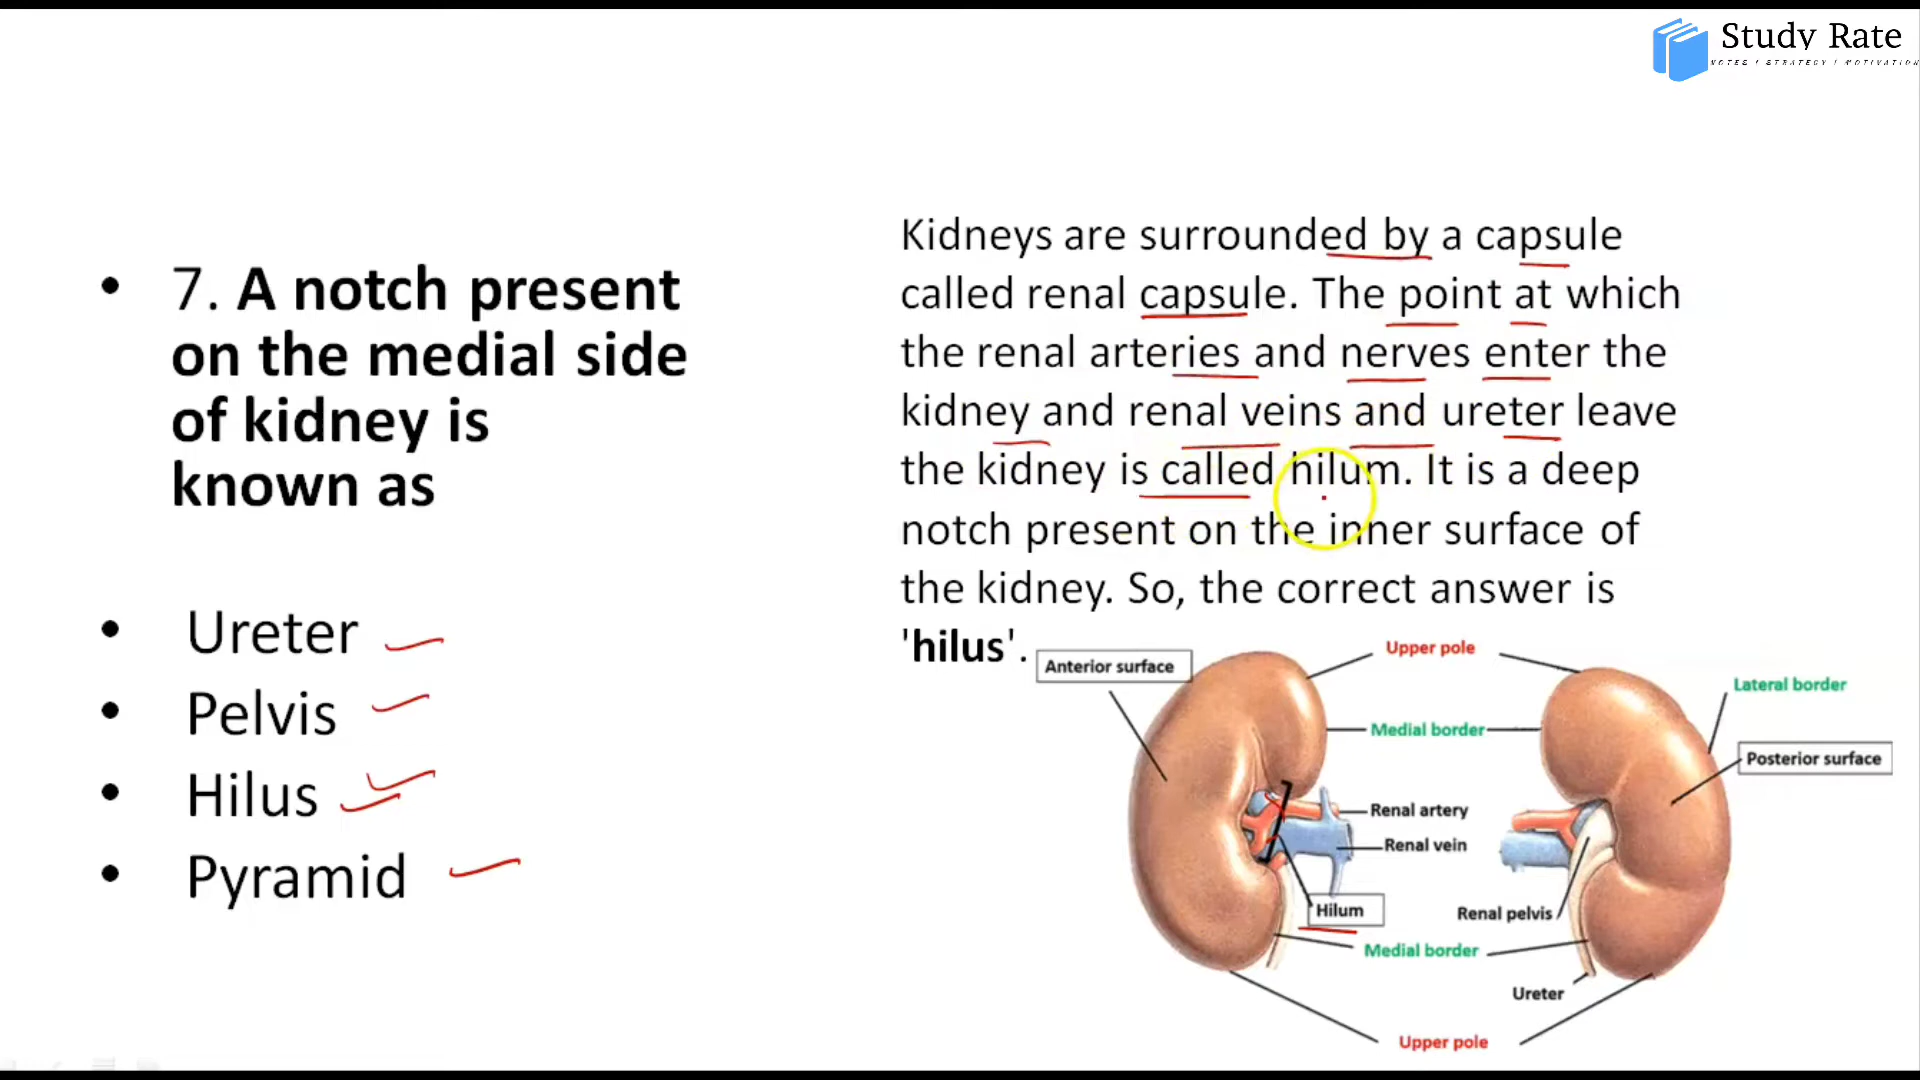 Study Rate
NOTES / STRATEGY / MOTIVATION
• 7. A notch present
on the medial side
of kidney is
known as
• Ureter
• Pelvis
• Hilus
• Pyramid
Kidneys are surrounded by a capsule
called renal capsule. The point at which
the renal arteries and nerves enter the
kidney and renal veins and ureter leave
the kidney is called hilum. It is a deep
notch present on the inner surface of
the kidney. So, the correct answer is
'hilus'.
Anterior surface
Upper pole
Lateral border
Medial border
Posterior surface
Renal artery
Renal vein
Hilum
Renal pelvis
Medial border
Ureter
Upper pole